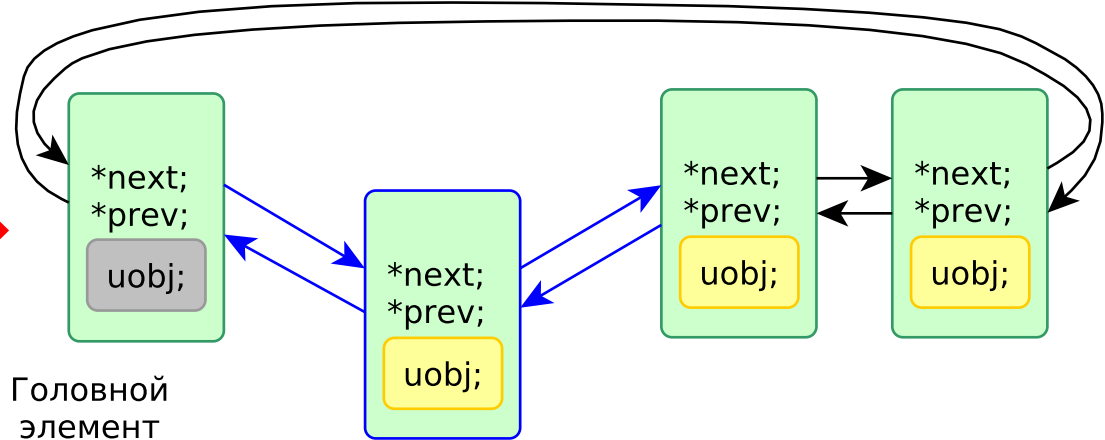 *next;
*prev;
uobj;
*next;
*prev;
uobj;
*next;
*prev;
uobj;
*next;
*prev;
uobj;
Головной
элемент